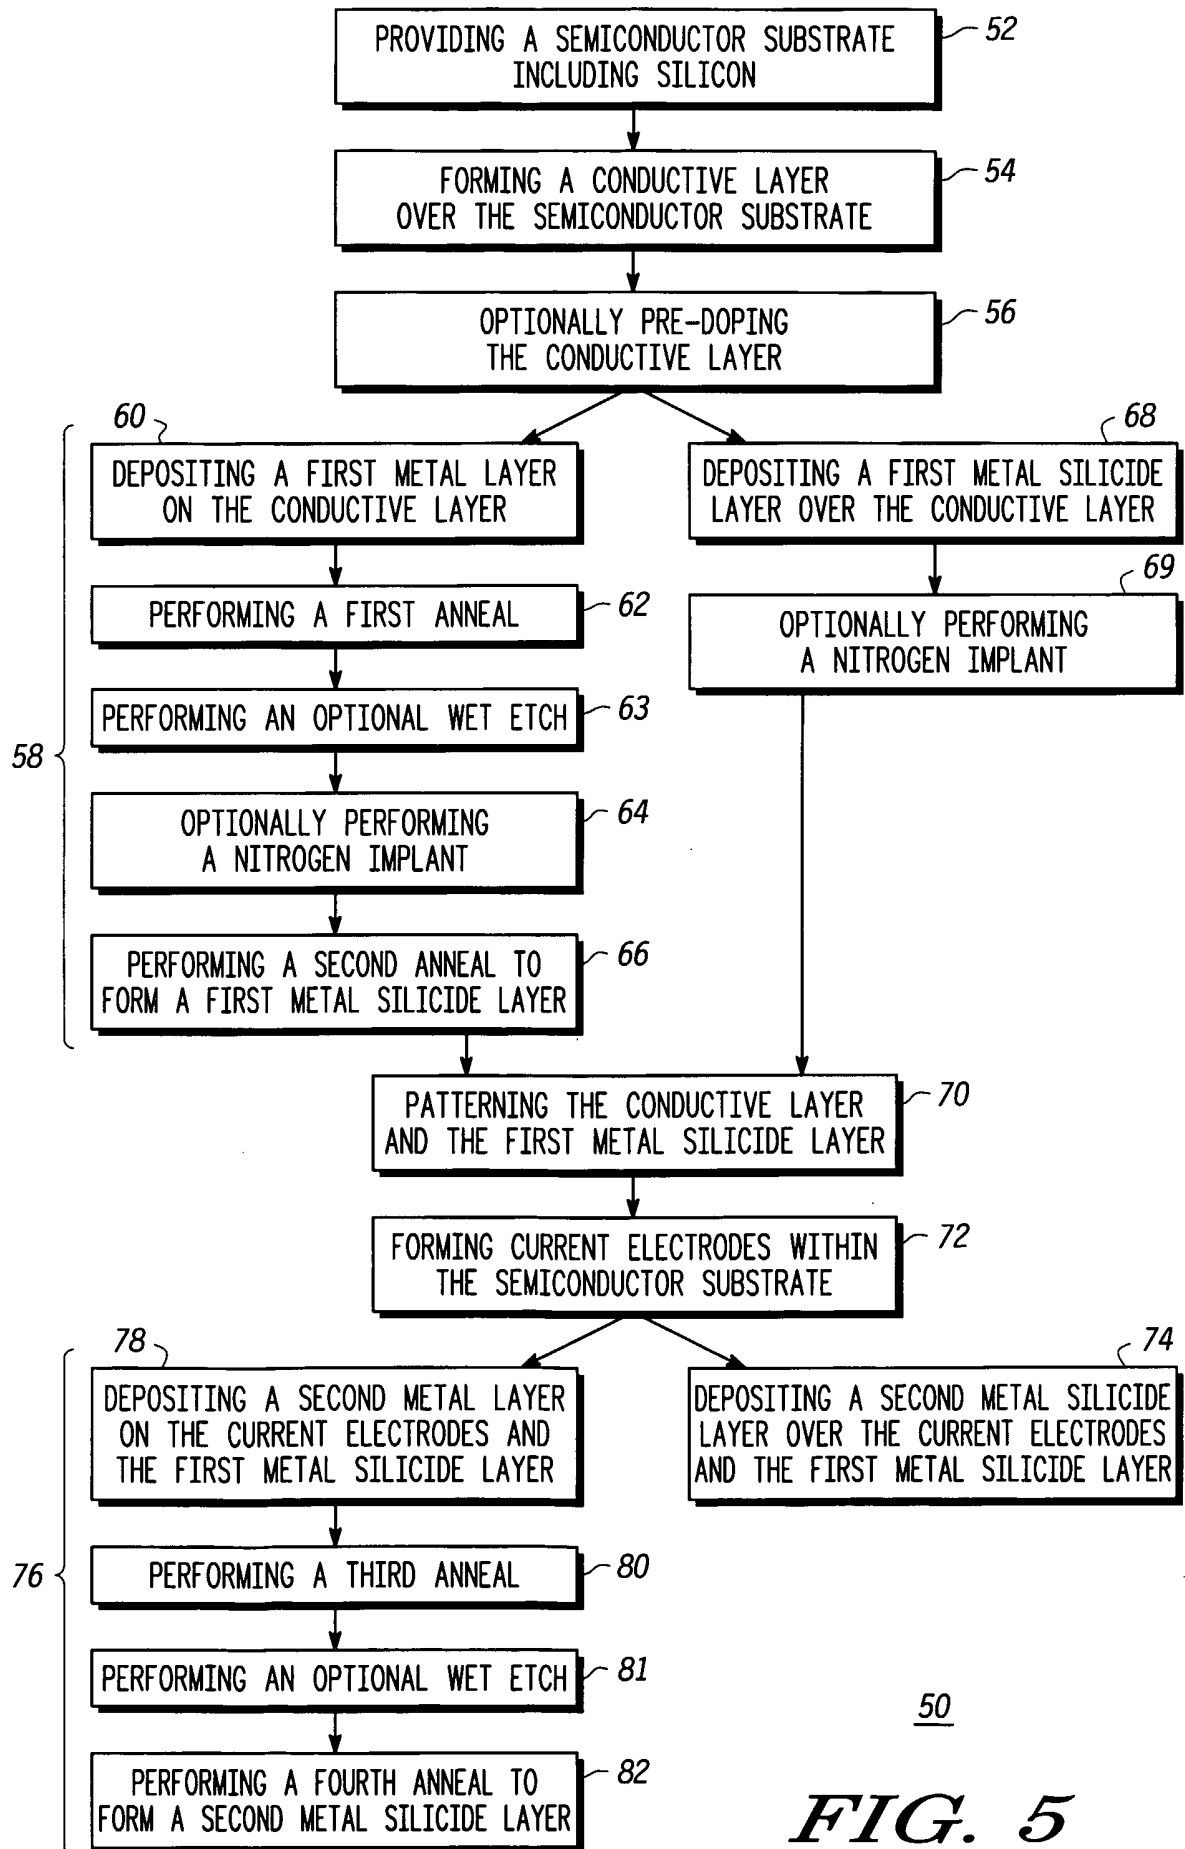 PROVIDING A SEMICONDUCTOR SUBSTRATE
INCLUDING SILICON
52
FORMING A CONDUCTIVE LAYER
OVER THE SEMICONDUCTOR SUBSTRATE
54
OPTIONALLY PRE-DOPING
THE CONDUCTIVE LAYER
56
58
60
DEPOSITING A FIRST METAL LAYER
ON THE CONDUCTIVE LAYER
PERFORMING A FIRST ANNEAL
62
PERFORMING AN OPTIONAL WET ETCH
63
OPTIONALLY PERFORMING
A NITROGEN IMPLANT
64
PERFORMING A SECOND ANNEAL TO
FORM A FIRST METAL SILICIDE LAYER
66
68
DEPOSITING A FIRST METAL SILICIDE
LAYER OVER THE CONDUCTIVE LAYER
69
OPTIONALLY PERFORMING
A NITROGEN IMPLANT
PATTERNING THE CONDUCTIVE LAYER
AND THE FIRST METAL SILICIDE LAYER
70
FORMING CURRENT ELECTRODES WITHIN
THE SEMICONDUCTOR SUBSTRATE
72
76
78
DEPOSITING A SECOND METAL LAYER
ON THE CURRENT ELECTRODES AND
THE FIRST METAL SILICIDE LAYER
PERFORMING A THIRD ANNEAL
80
PERFORMING AN OPTIONAL WET ETCH
81
PERFORMING A FOURTH ANNEAL TO
FORM A SECOND METAL SILICIDE LAYER
82
74
DEPOSITING A SECOND METAL SILICIDE
LAYER OVER THE CURRENT ELECTRODES
AND THE FIRST METAL SILICIDE LAYER
50
FIG. 5